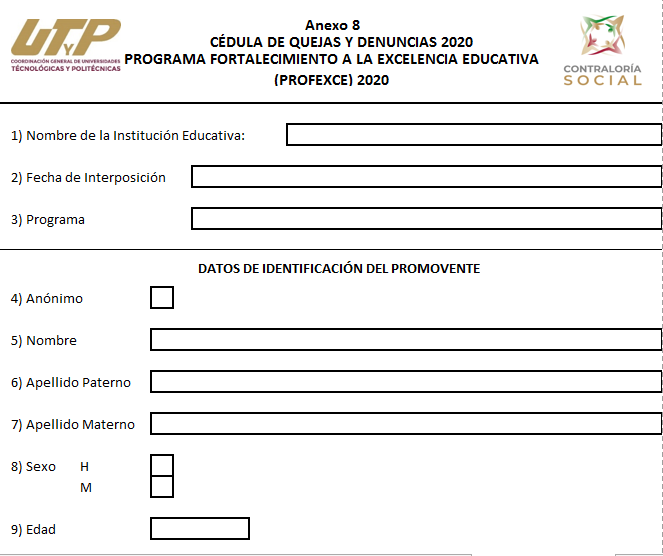 UTyP
COORDINACIÓN GENERAL DE UNIVERSIDADES
TECNOLÓGICAS Y POLITÉCNICAS
Anexo 8
CÉDULA DE QUEJAS Y DENUNCIAS 2020
PROGRAMA FORTALECIMIENTO A LA EXCELENCIA EDUCATIVA
(PROFEXCE) 2020
CONTRALORÍA
SOCIAL
1) Nombre de la Institución Educativa:
2) Fecha de Interposición
3) Programa
DATOS DE IDENTIFICACIÓN DEL PROMOVENTE
4) Anónimo
5) Nombre
6) Apellido Paterno
7) Apellido Materno
8) Sexo H
M
9) Edad